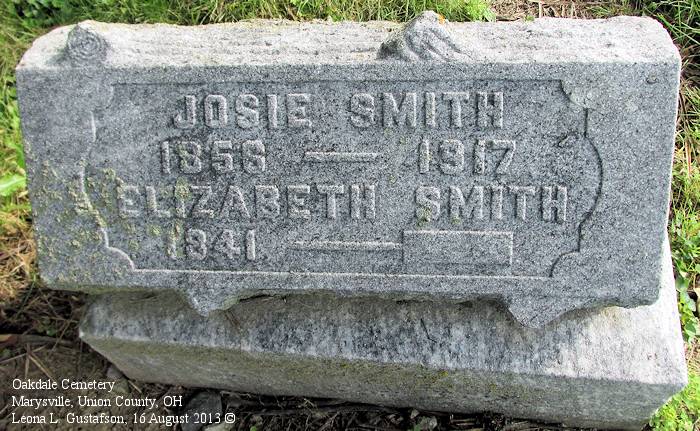 JOSIE SMITH
1856 — 1917
ELIZABETH SMITH
1841 —
Oakdale Cemetery
Marysville, Union County, OH
Leona L. Gustafson, 16 August 2013 ©